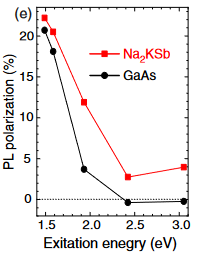 (e)
Na₂KSb
GaAs
PL polarization (%)
20
15
10
5
0
1.5 2.0 2.5 3.0
Exitation enegry (eV)